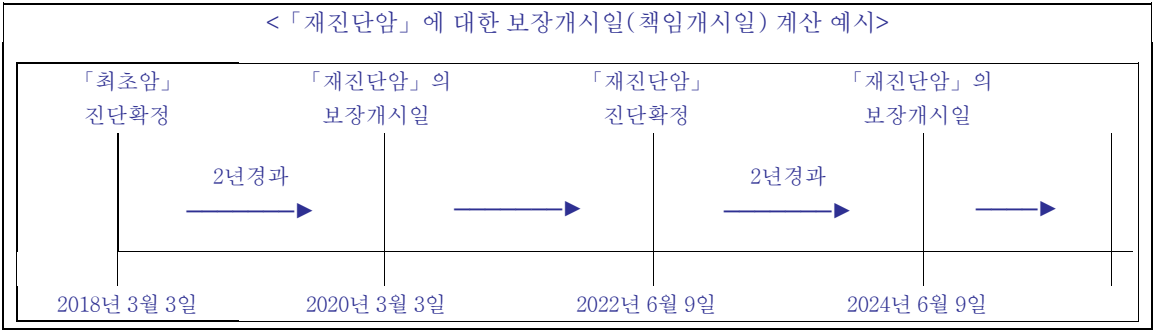 <「재진단암」에 대한 보장개시일(책임개시일) 계산 예시>
「최초암」 「재진단암」의 「재진단암」 「재진단암」의
진단확정 보장개시일 진단확정 보장개시일
2년경과 2년경과
2018년 3월 3일 2020년 3월 3일 2022년 6월 9일 2024년 6월 9일